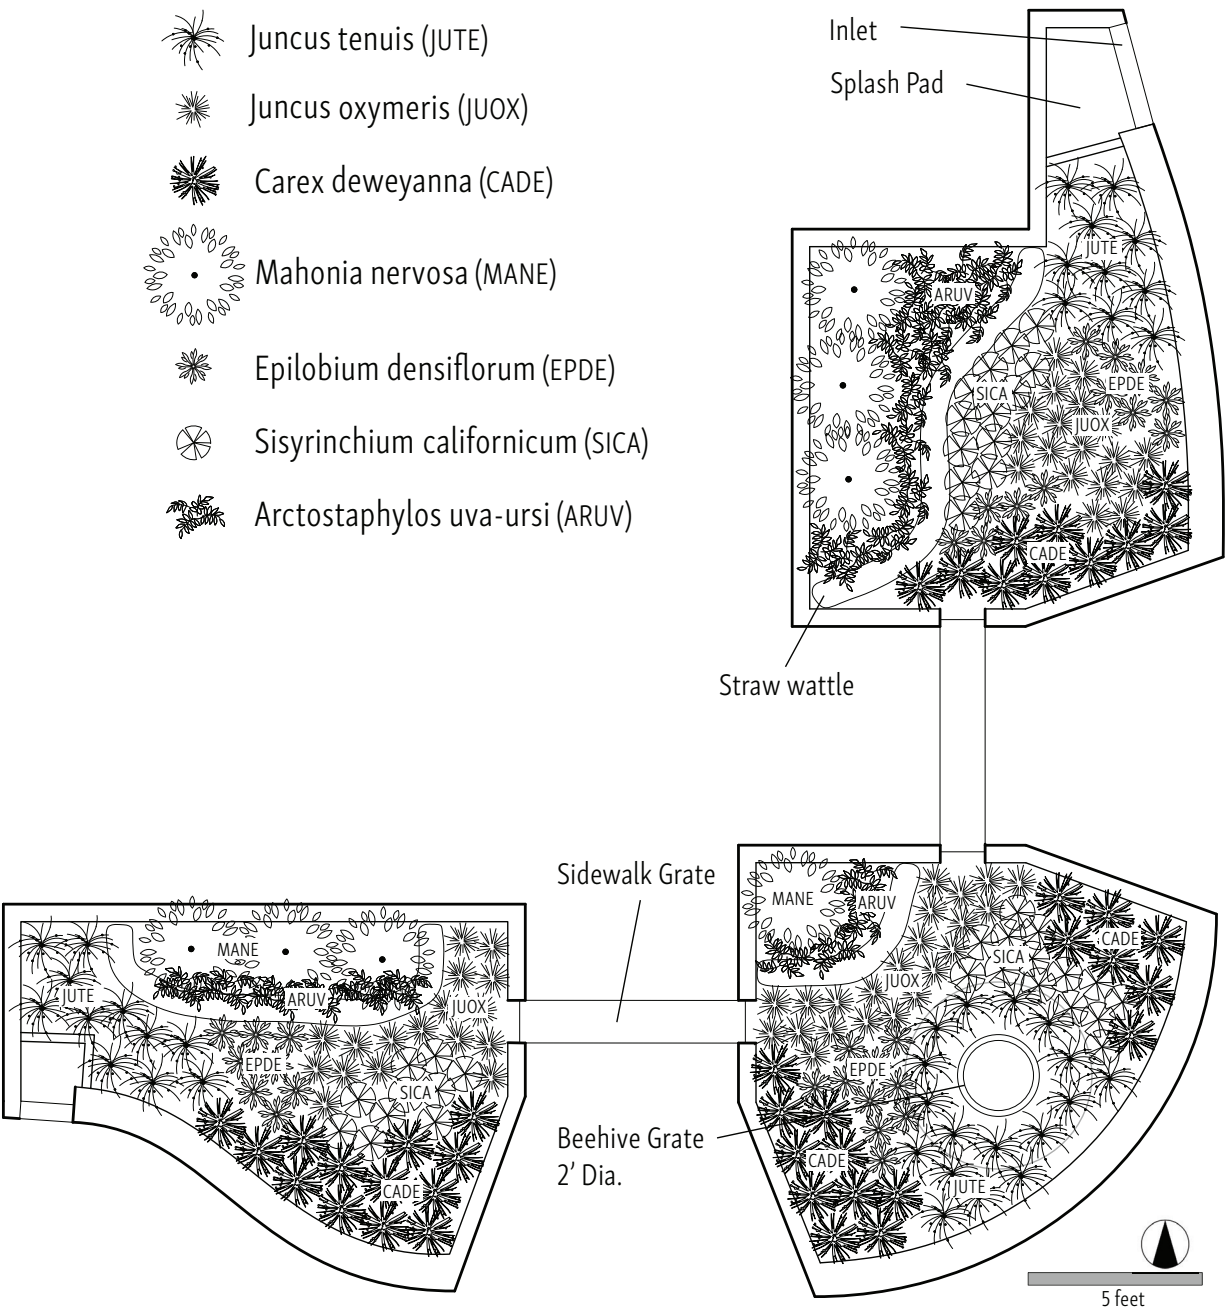 Juncus tenuis (JUTE)
Juncus oxymeris (JUOX)
Carex deweyanna (CADE)
Mahonia nervosa (MANE)
Epilobium densiflorum (EPDE)
Sisyrinchium californicum (SICA)
Arctostaphylos uva-ursi (ARUV)
Inlet
Splash Pad
JUTE
ARUV
SICA
EPDE
JUOX
CADE
Straw wattle
Sidewalk Grate
MANE
ARUV
CADE
SICA
JUOX
EPDE
CADE
JUTE
MANE
JUTE
ARUV
JUOX
EPDE
SICA
CADE
Beehive Grate
2’ Dia.
5 feet